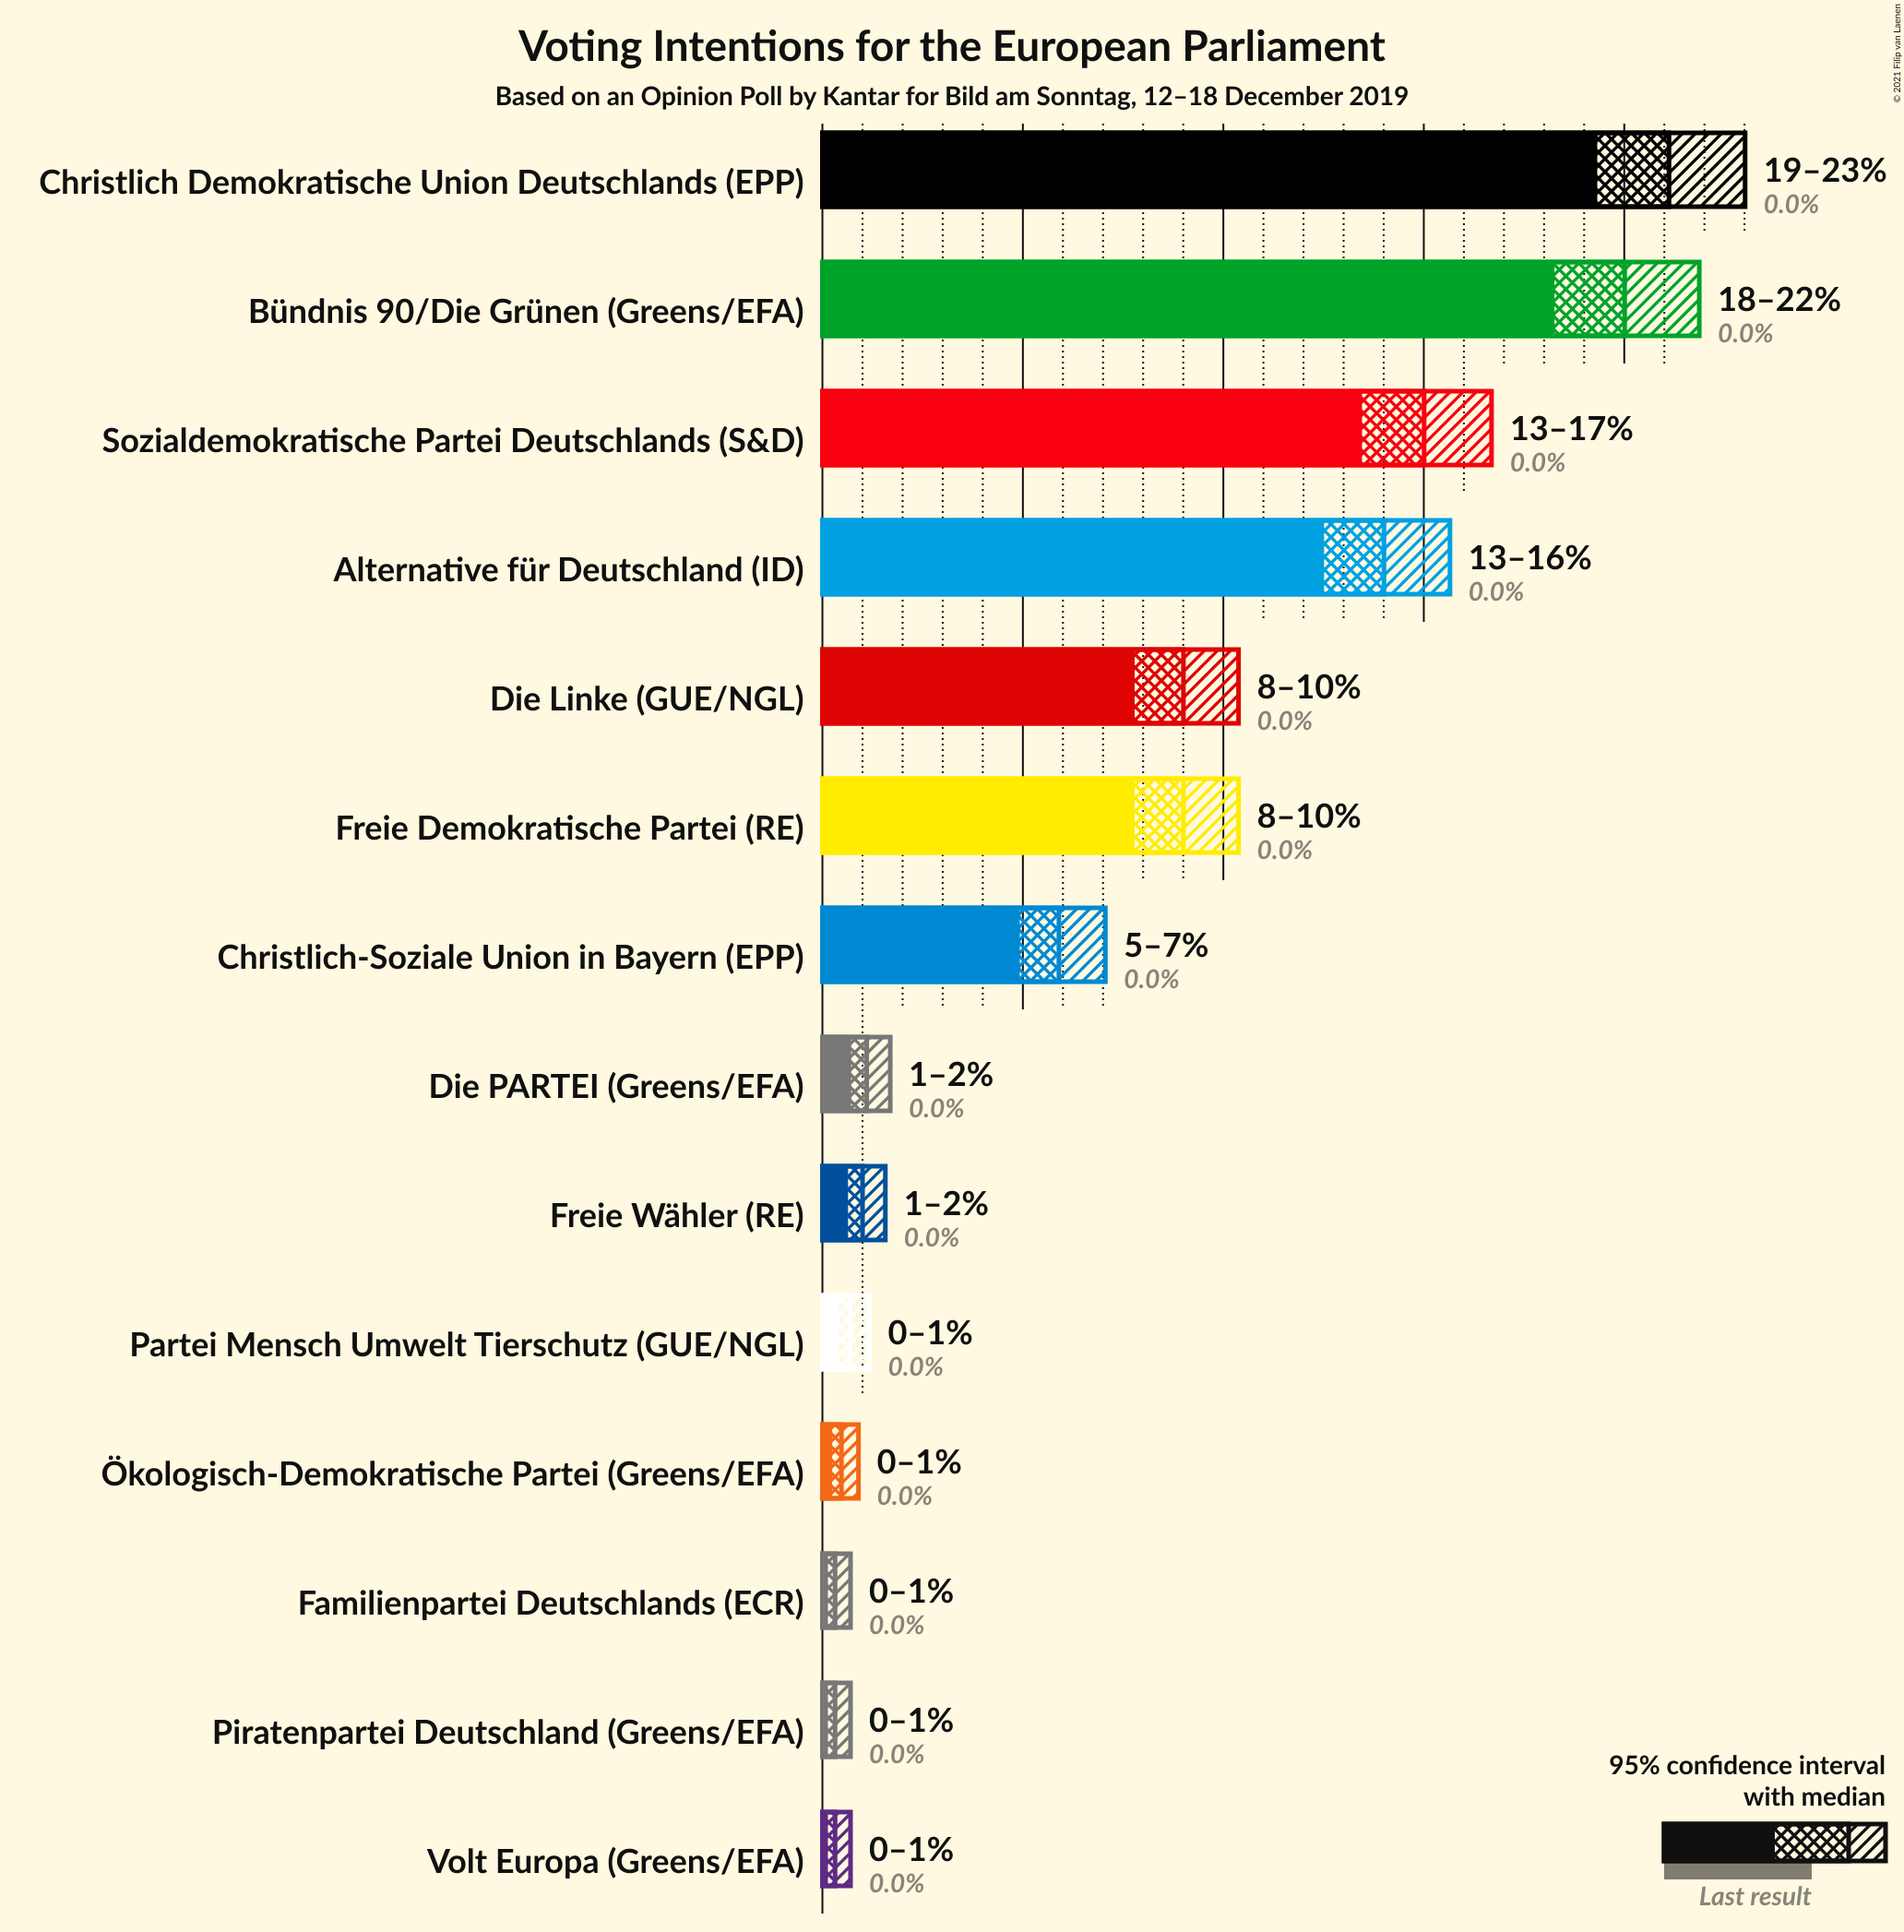 Voting Intentions for the European Parliament
Based on an Opinion Poll by Kantar for Bild am Sonntag, 12–18 December 2019
© 2021 Filip van Laenen
Christlich Demokratische Union Deutschlands (EPP)
19–23%
0.0%
Bündnis 90/Die Grünen (Greens/EFA)
18–22%
0.0%
Sozialdemokratische Partei Deutschlands (S&D)
13–17%
0.0%
Alternative für Deutschland (ID)
13–16%
0.0%
Die Linke (GUE/NGL)
8–10%
0.0%
Freie Demokratische Partei (RE)
8–10%
0.0%
Christlich-Soziale Union in Bayern (EPP)
5–7%
0.0%
Die PARTEI (Greens/EFA)
1–2%
0.0%
Freie Wähler (RE)
1–2%
0.0%
Partei Mensch Umwelt Tierschutz (GUE/NGL)
0–1%
0.0%
Ökologisch-Demokratische Partei (Greens/EFA)
0–1%
0.0%
Familienpartei Deutschlands (ECR)
0–1%
0.0%
Piratenpartei Deutschland (Greens/EFA)
0–1%
0.0%
Volt Europa (Greens/EFA)
0–1%
0.0%
95% confidence interval
with median
Last result